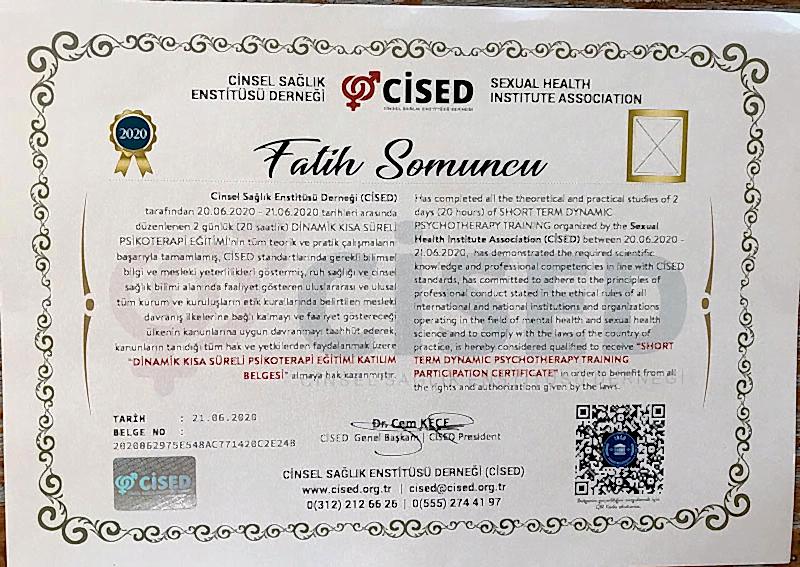 CİNSEL SAĞLIK
ENSTİTÜSÜ DERNEĞİ
CİSED
CİNSEL SAĞLIK ENSTİTÜSÜ DERNEĞİ
SEXUAL HEALTH
INSTITUTE ASSOCIATION
2020
Fatih Somuncu
Cinsel Sağlık Enstitüsü Derneği (CİSED)
tarafından 20.06.2020 - 21.06.2020 tarihleri arasında
düzenlenen 2 günlük (20 saatlik) DİNAMİK KISA SÜRELİ
PSİKOTERAPİ EĞİTİMİ'nin tüm teorik ve pratik çalışmaların
başarıyla tamamlamış, CİSED standartlarında gerekli bilimsel
bilgi ve mesleki yeterlilikleri göstermiş, ruh sağlığı ve cinsel
sağlık bilimi alanında faaliyet gösteren uluslararası ve ulusal
tüm kurum ve kuruluşların etik kurallarında belirtilen mesleki
davranış ilkelerine bağlı kalmayı ve faaliyet göstereceği
ülkenin kanunlarına uygun davranmayı taahhüt ederek,
kanunların tanıdığı tüm hak ve yetkilerden faydalanmak üzere
"DİNAMİK KISA SÜRELİ PSİKOTERAPİ EĞİTİMİ KATILIM
BELGESİ" almaya hak kazanmıştır.
Has completed all the theoretical and practical studies of 2
days (20 hours) of SHORT TERM DYNAMIC
PSYCHOTHERAPY TRAINING organized by the Sexual
Health Institute Association (CİSED) between 20.06.2020 -
21.06.2020, has demonstrated the required scientific
knowledge and professional competencies in line with CİSED
standards, has committed to adhere to the principles of
professional conduct stated in the ethical rules of all
international and national institutions and organizations
operating in the field of mental health and sexual health
science and to comply with the laws of the country of
practice, is hereby considered qualified to receive "SHORT
TERM DYNAMIC PSYCHOTHERAPY TRAINING
PARTICIPATION CERTIFICATE" in order to benefit from all
the rights and authorizations given by the laws.
TARİH : 21.06.2020
BELGE NO :
2020862975E548AC771420C2E248
Dr. Cem KEÇE
CİSED Genel Başkanı | CİSED President
CİSED
CİNSEL SAĞLIK ENSTİTÜSÜ DERNEĞİ (CİSED)
www.cised.org.tr | cised@cised.org.tr
0(312) 212 66 26 | 0(555) 274 41 97